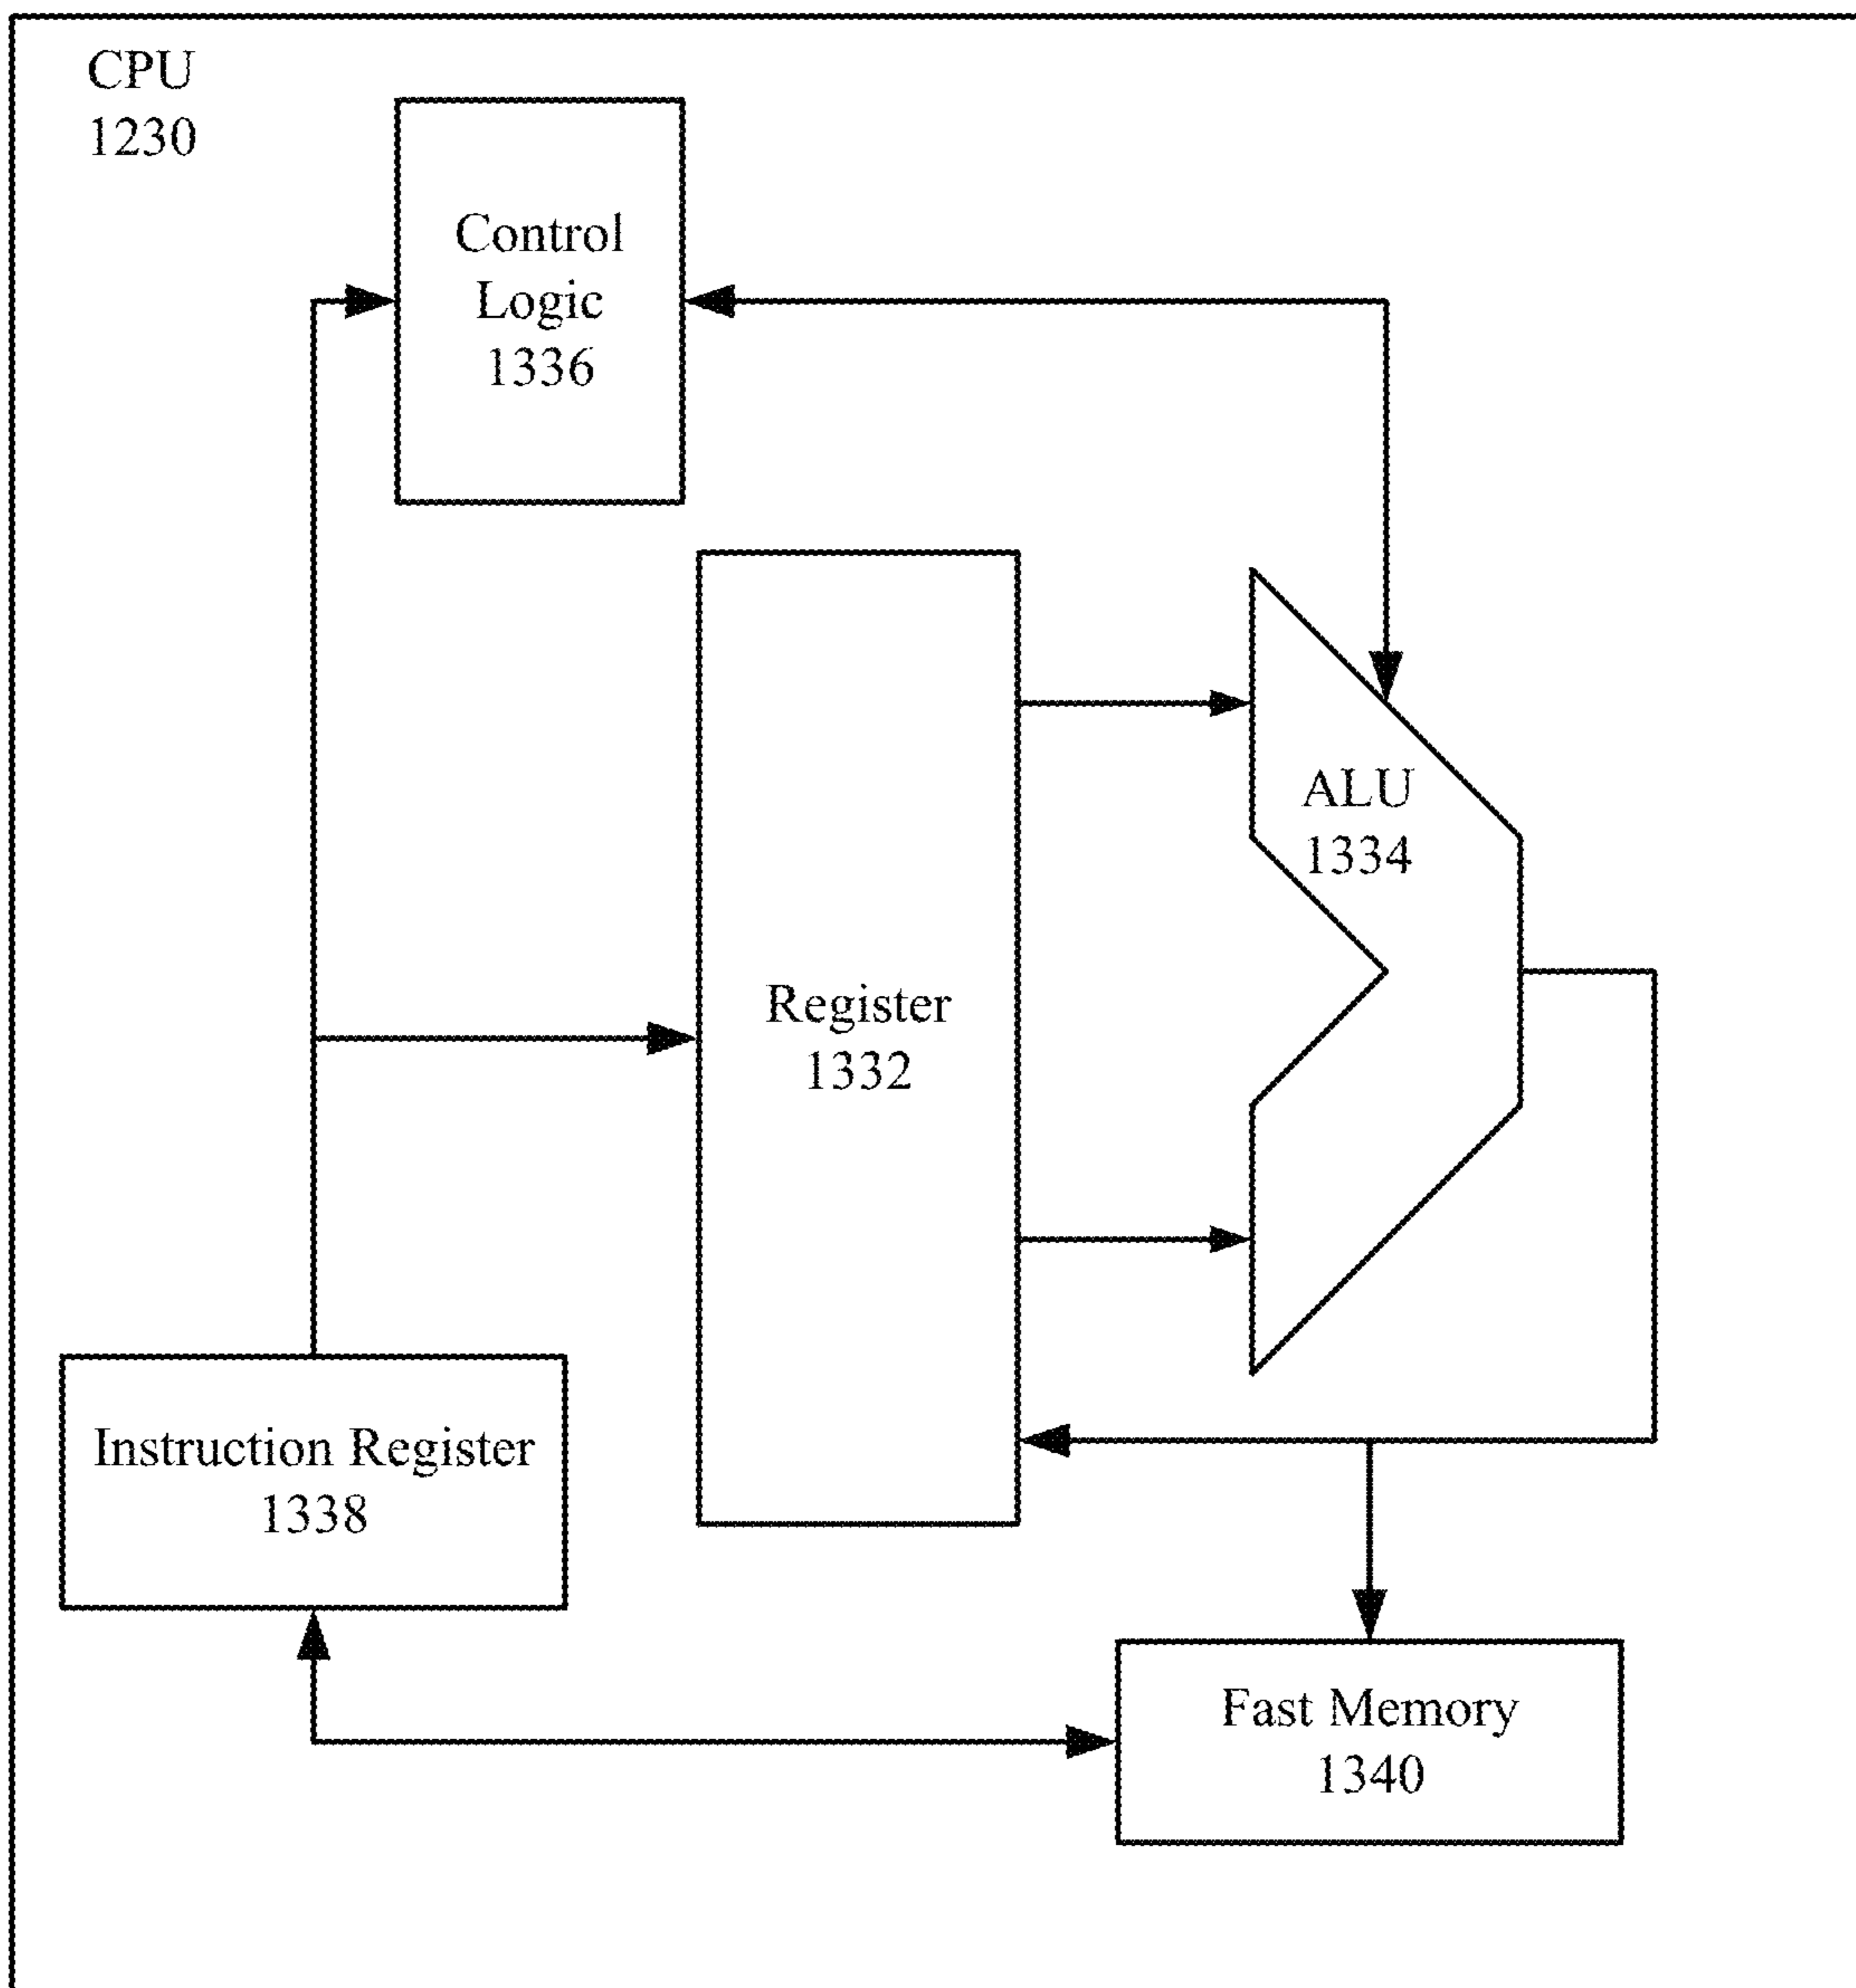 CPU
1230
Control
Logic
1336
ALU
1334
Register
1332
Instruction Register
1338
Fast Memory
1340